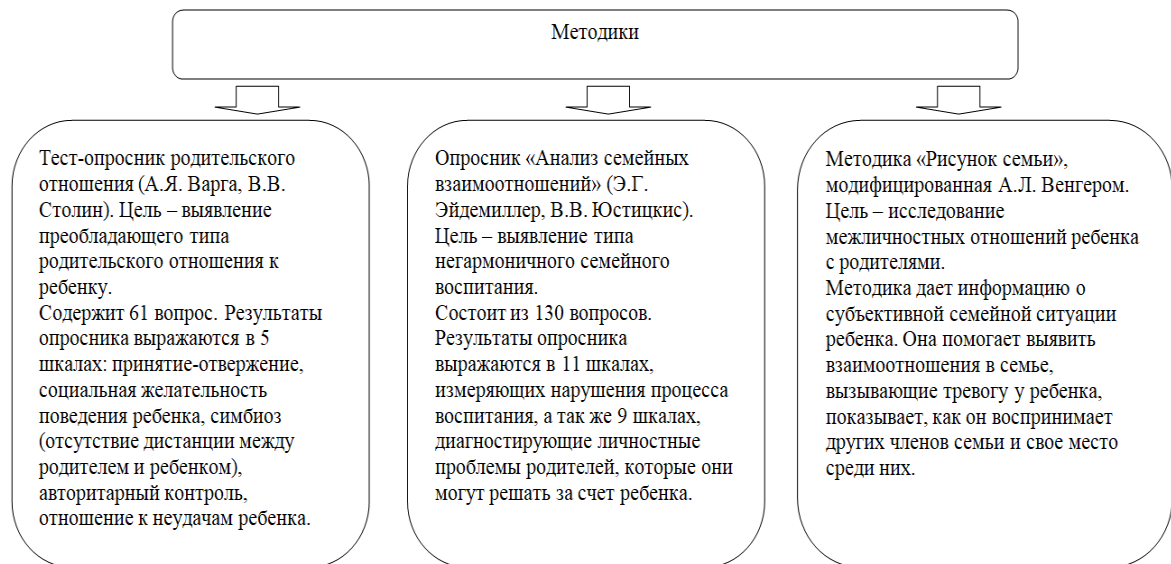 Методики
Тест-опросник родительского
отношения (А.Я. Варга, В.В.
Столин). Цель – выявление
преобладающего типа
родительского отношения к
ребенку.
Содержит 61 вопрос. Результаты
опросника выражаются в 5
шкалах: принятие-отвержение,
социальная желательность
поведения ребенка, симбиоз
(отсутствие дистанции между
родителем и ребенком),
авторитарный контроль,
отношение к неудачам ребенка.
Опросник «Анализ семейных
взаимоотношений» (Э.Г.
Эйдемиллер, В.В. Юстицкис).
Цель – выявление типа
негармоничного семейного
воспитания.
Состоит из 130 вопросов.
Результаты опросника
выражаются в 11 шкалах,
измеряющих нарушения процесса
воспитания, а так же 9 шкалах,
диагностирующие личностные
проблемы родителей, которые они
могут решать за счет ребенка.
Методика «Рисунок семьи»,
модифицированная А.Л. Венгером.
Цель – исследование
межличностных отношений ребенка
с родителями.
Методика дает информацию о
субъективной семейной ситуации
ребенка. Она помогает выявить
взаимоотношения в семье,
вызывающие тревогу у ребенка,
показывает, как он воспринимает
других членов семьи и свое место
среди них.